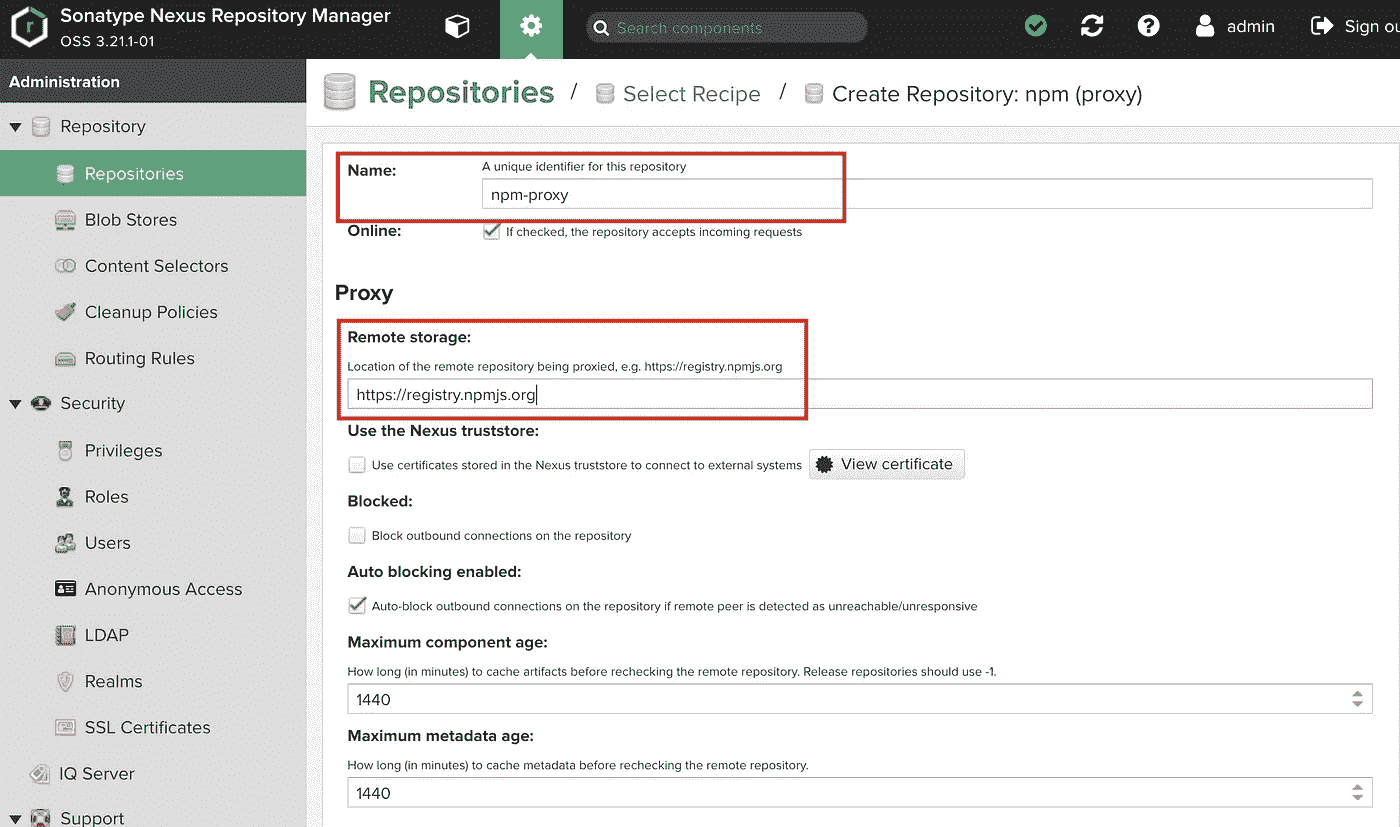 Sonatype Nexus Repository Manager
OSS 3.21.1-01
Search components
admin
Sign ou
Administration
Repository
Repositories
Blob Stores
Content Selectors
Cleanup Policies
Routing Rules
Security
Privileges
Roles
Users
Anonymous Access
LDAP
Realms
SSL Certificates
IQ Server
Support
Repositories / Select Recipe / Create Repository: npm (proxy)
Name: A unique identifier for this repository
npm-proxy
Online: If checked, the repository accepts incoming requests
Proxy
Remote storage:
Location of the remote repository being proxied, e.g. https://registry.npmjs.org
https://registry.npmjs.org
Use the Nexus truststore:
Use certificates stored in the Nexus truststore to connect to external systems View certificate
Blocked:
Block outbound connections on the repository
Auto blocking enabled:
Auto-block outbound connections on the repository if remote peer is detected as unreachable/unresponsive
Maximum component age:
How long (in minutes) to cache artifacts before rechecking the remote repository. Release repositories should use -1.
1440
Maximum metadata age:
How long (in minutes) to cache metadata before rechecking the remote repository.
1440